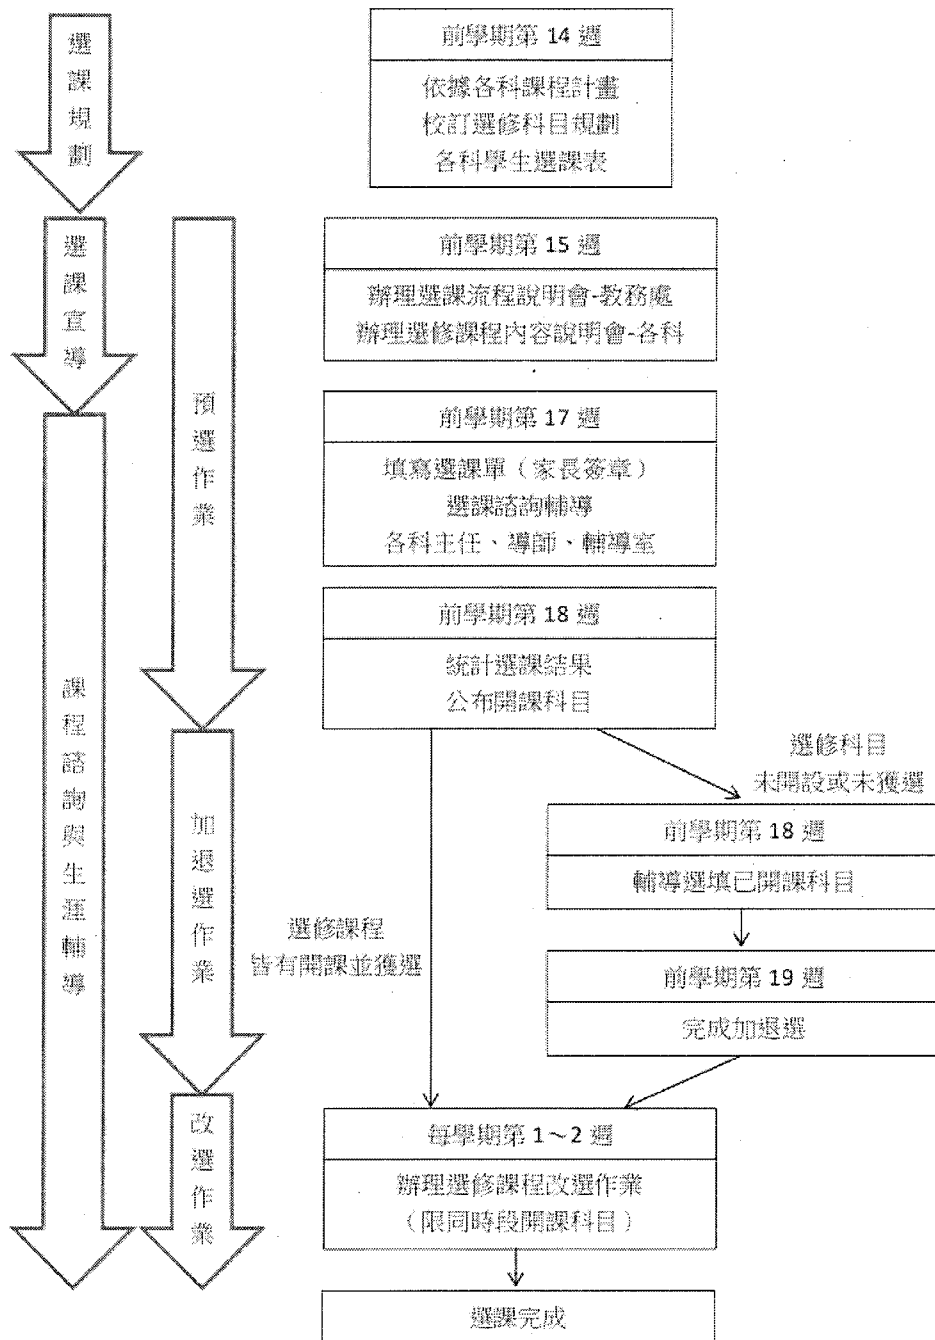 選課規劃
前學期第 14 週
依據各科課程計畫
校訂選修科目規劃
各科學生選課表
選課宣導
預選作業
前學期第 15 週
辦理選課流程說明會-教務處
辦理選修課程內容說明會-各科
前學期第 17 週
填寫選課單（家長簽章）
選課諮詢輔導
各科主任、導師、輔導室
課程諮詢與生涯輔導
前學期第 18 週
統計選課結果
公布開課科目
加退選作業
選修科目
未開設或未獲選
前學期第 18 週
輔導選填已開課科目
選修課程
皆有開課並獲選
前學期第 19 週
完成加退選
改選作業
每學期第 1～2 週
辦理選修課程改選作業
（限同時段開課科目）
選課完成